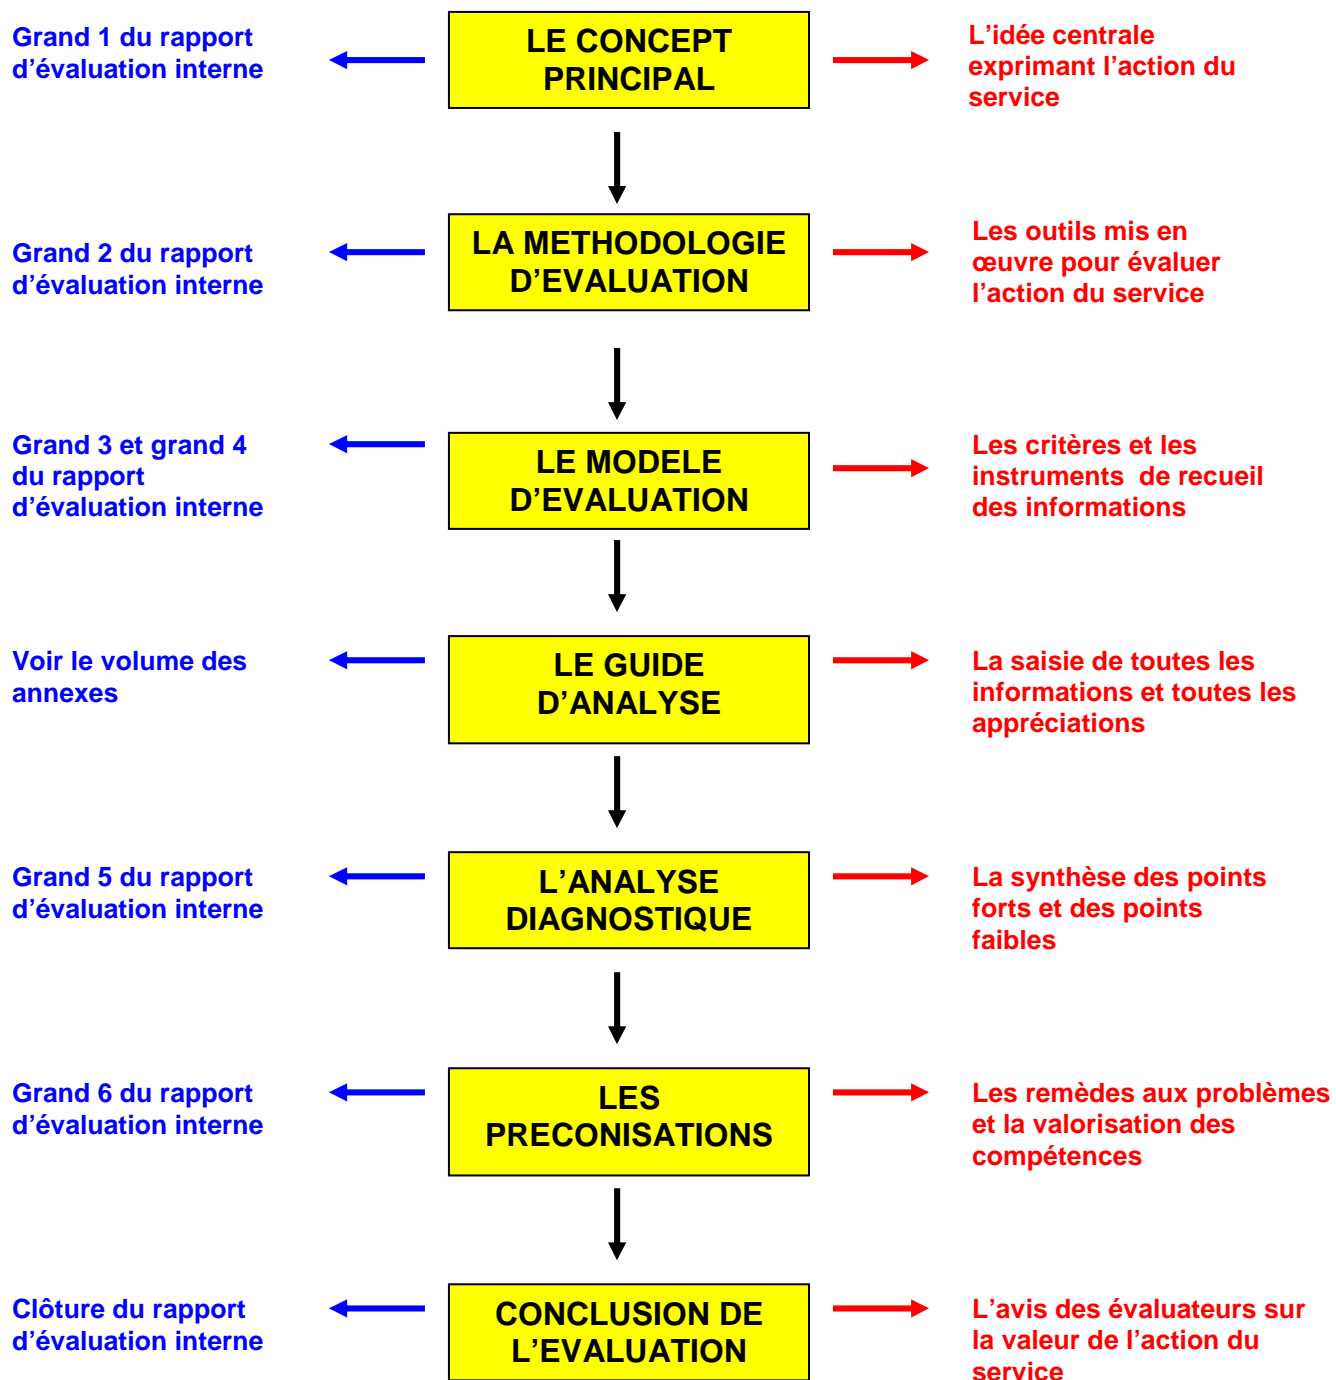 Grand 1 du rapport
d’évaluation interne
LE CONCEPT
PRINCIPAL
L’idée centrale
exprimant l’action du
service
Grand 2 du rapport
d’évaluation interne
LA METHODOLOGIE
D’EVALUATION
Les outils mis en
œuvre pour évaluer
l’action du service
Grand 3 et grand 4
du rapport
d’évaluation interne
LE MODELE
D’EVALUATION
Les critères et les
instruments de recueil
des informations
Voir le volume des
annexes
LE GUIDE
D’ANALYSE
La saisie de toutes les
informations et toutes les
appréciations
Grand 5 du rapport
d’évaluation interne
L’ANALYSE
DIAGNOSTIQUE
La synthèse des points
forts et des points
faibles
Grand 6 du rapport
d’évaluation interne
LES
PRECONISATIONS
Les remèdes aux problèmes
et la valorisation des
compétences
Clôture du rapport
d’évaluation interne
CONCLUSION DE
L’EVALUATION
L’avis des évaluateurs sur
la valeur de l’action du
service